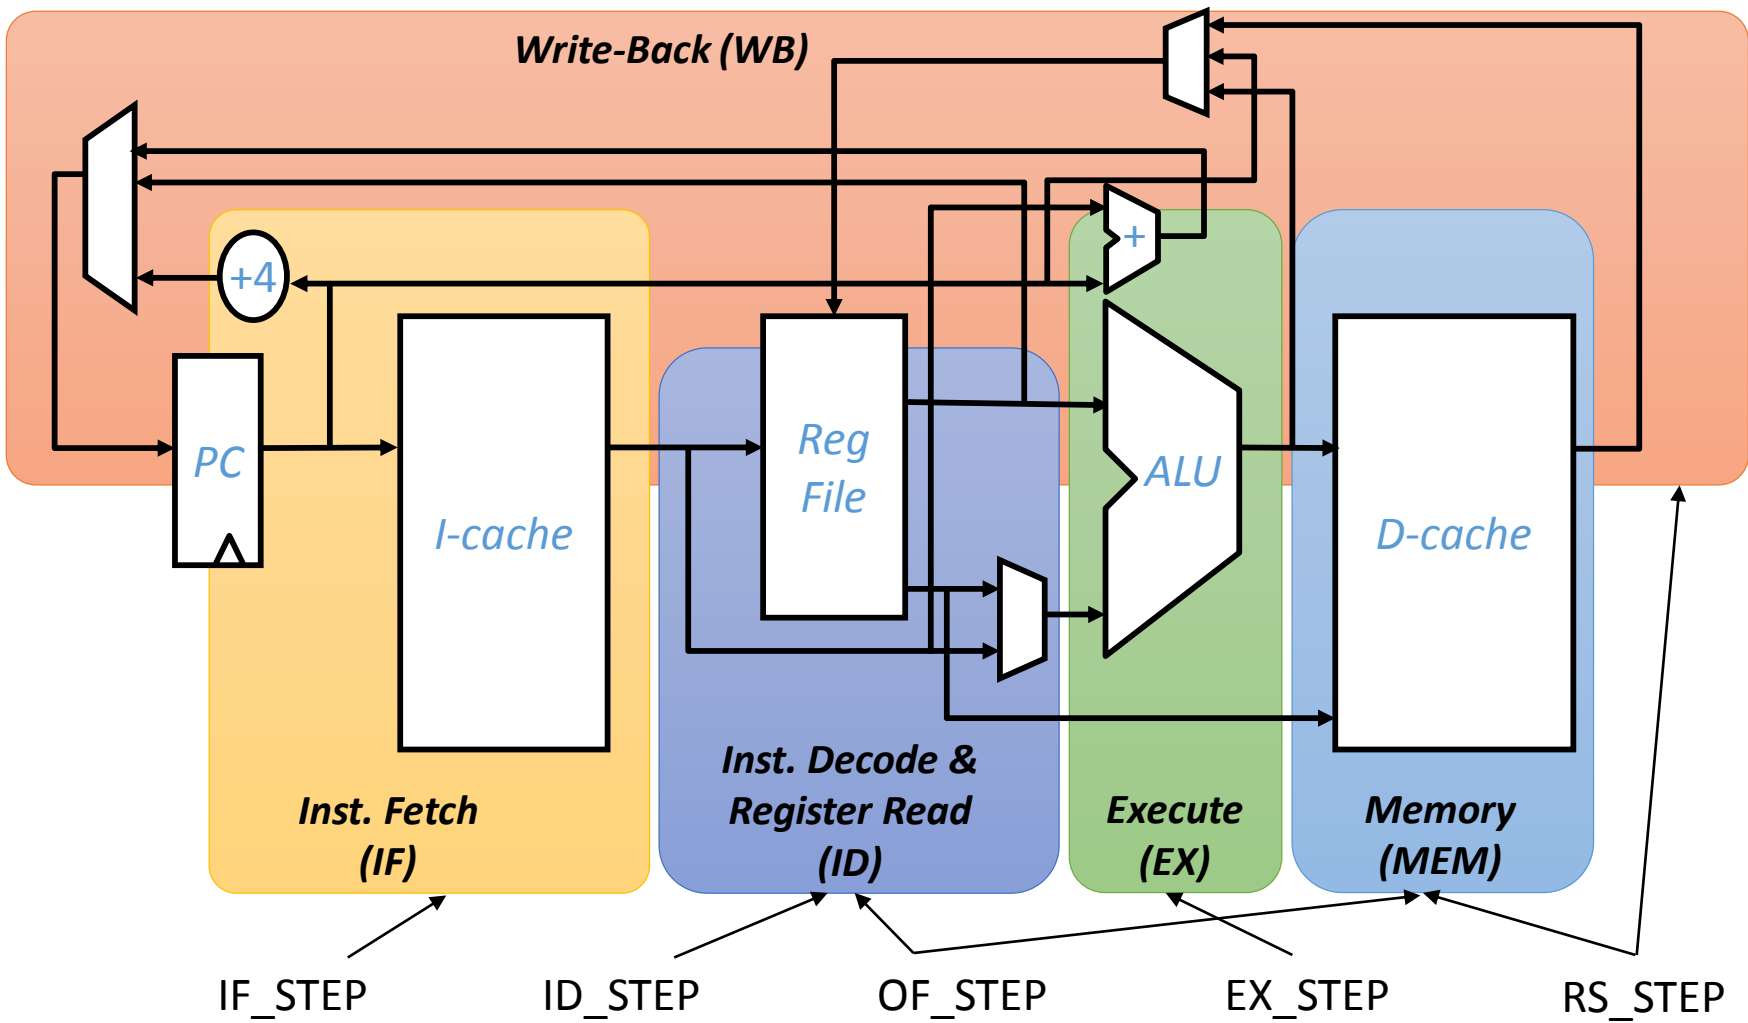 Write-Back (WB)
+4
+
PC
I-cache
Reg
File
ALU
D-cache
Inst. Fetch
(IF)
Inst. Decode &
Register Read
(ID)
Execute
(EX)
Memory
(MEM)
IF_STEP
ID_STEP
OF_STEP
EX_STEP
RS_STEP